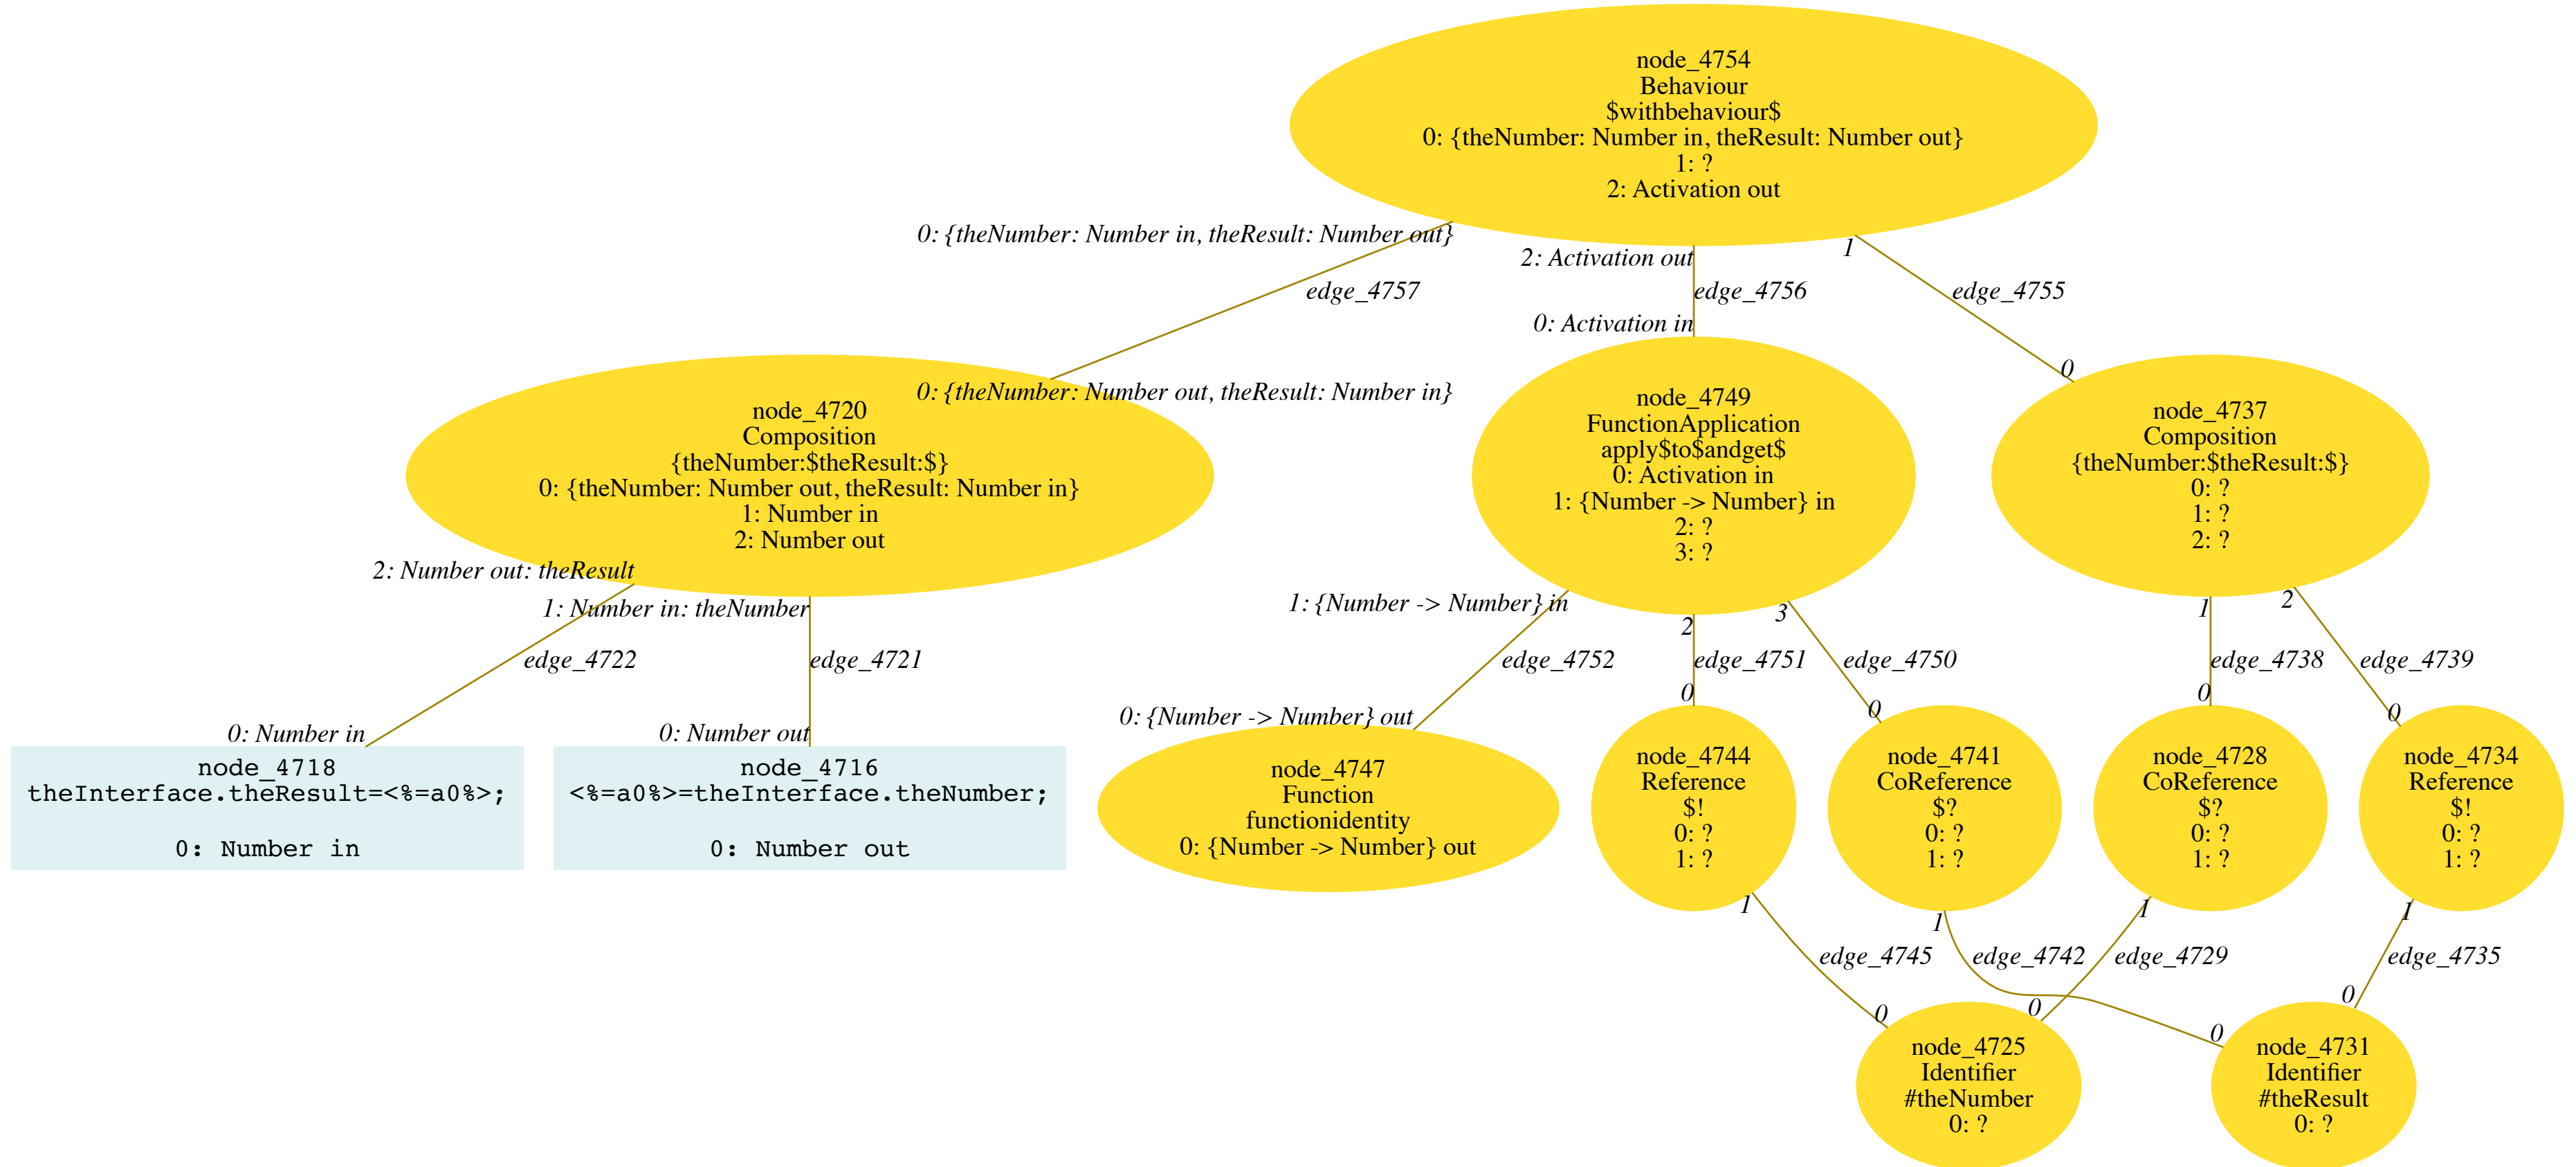 node_4754
Behaviour
$withbehaviour$
0: {theNumber: Number in, theResult: Number out}
1: ?
2: Activation out
0: {theNumber: Number in, theResult: Number out}
2: Activation out
1
edge_4757
edge_4756
edge_4755
0: Activation in
0
0: {theNumber: Number out, theResult: Number in}
node_4720
Composition
{theNumber:$theResult:$}
0: {theNumber: Number out, theResult: Number in}
1: Number in
2: Number out
node_4749
FunctionApplication
apply$to$andget$
0: Activation in
1: {Number -> Number} in
2: ?
3: ?
node_4737
Composition
{theNumber:$theResult:$}
0: ?
1: ?
2: ?
2: Number out: theResult
1: Number in: theNumber
1: {Number -> Number} in
2
3
1
2
edge_4722
edge_4721
edge_4752
edge_4751
edge_4750
edge_4738
edge_4739
0: Number in
0: Number out
0: {Number -> Number} out
0
0
0
0
node_4718
theInterface.theResult=<%=a0%>;
0: Number in
node_4716
<%=a0%>=theInterface.theNumber;
0: Number out
node_4747
Function
functionidentity
0: {Number -> Number} out
node_4744
Reference
$!
0: ?
1: ?
node_4741
CoReference
$?
0: ?
1: ?
node_4728
CoReference
$?
0: ?
1: ?
node_4734
Reference
$!
0: ?
1: ?
1
1
1
1
edge_4745
edge_4742
edge_4729
edge_4735
0
0
0
0
node_4725
Identifier
#theNumber
0: ?
node_4731
Identifier
#theResult
0: ?